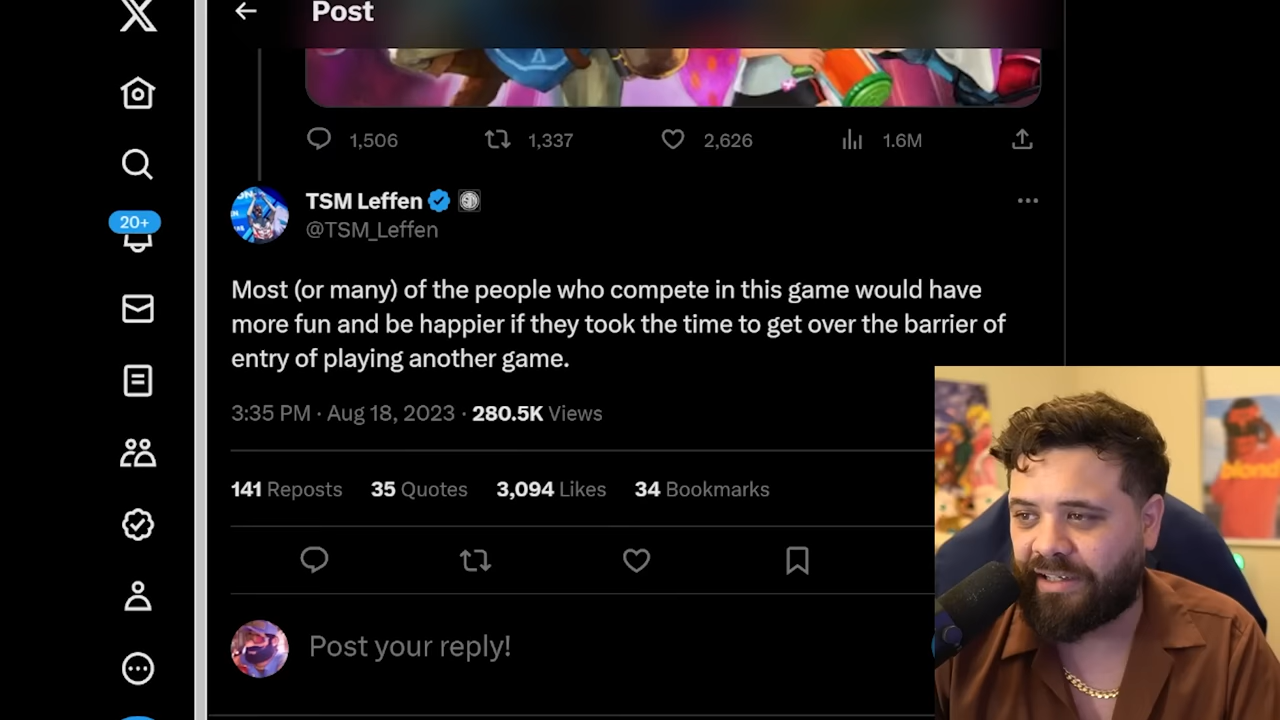 Post
1,506 1,337 2,626 1.6M
20+
TSM Leffen
@TSM_Leffen
Most (or many) of the people who compete in this game would have
more fun and be happier if they took the time to get over the barrier of
entry of playing another game.
3:35 PM · Aug 18, 2023 · 280.5K Views
141 Reposts 35 Quotes 3,094 Likes 34 Bookmarks
Post your reply!
blond